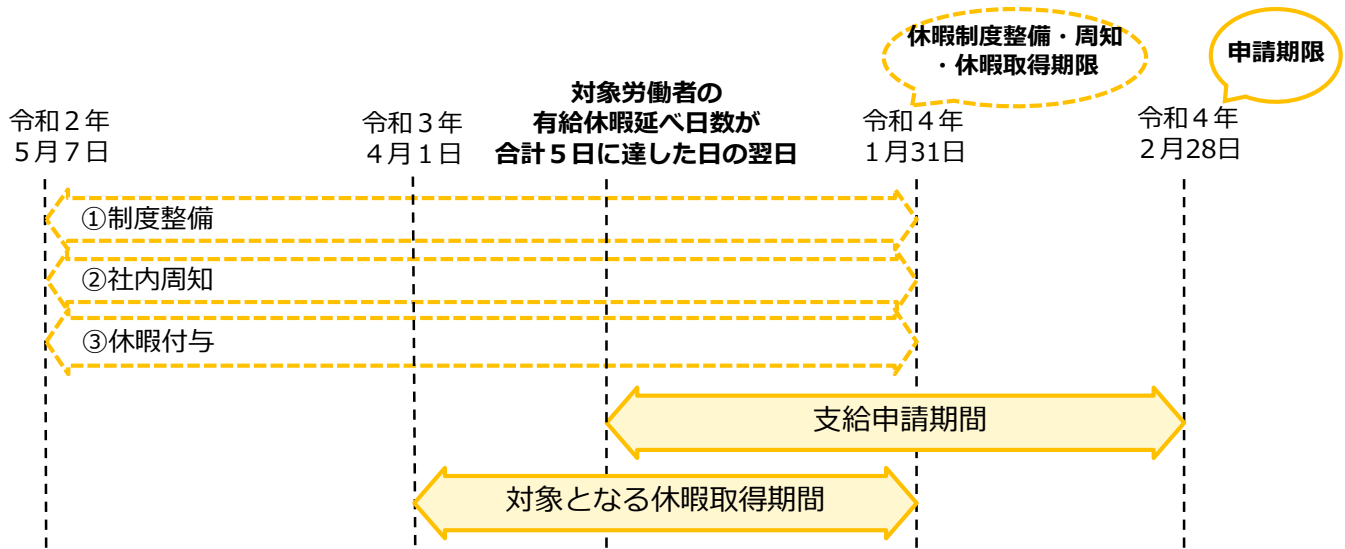 休暇制度整備・周知
・休暇取得期限
申請期限
令和２年
５月７日
令和３年
４月１日
対象労働者の
有給休暇延べ日数が
合計５日に達した日の翌日
令和４年
１月31日
令和４年
２月28日
①制度整備
②社内周知
③休暇付与
支給申請期間
対象となる休暇取得期間